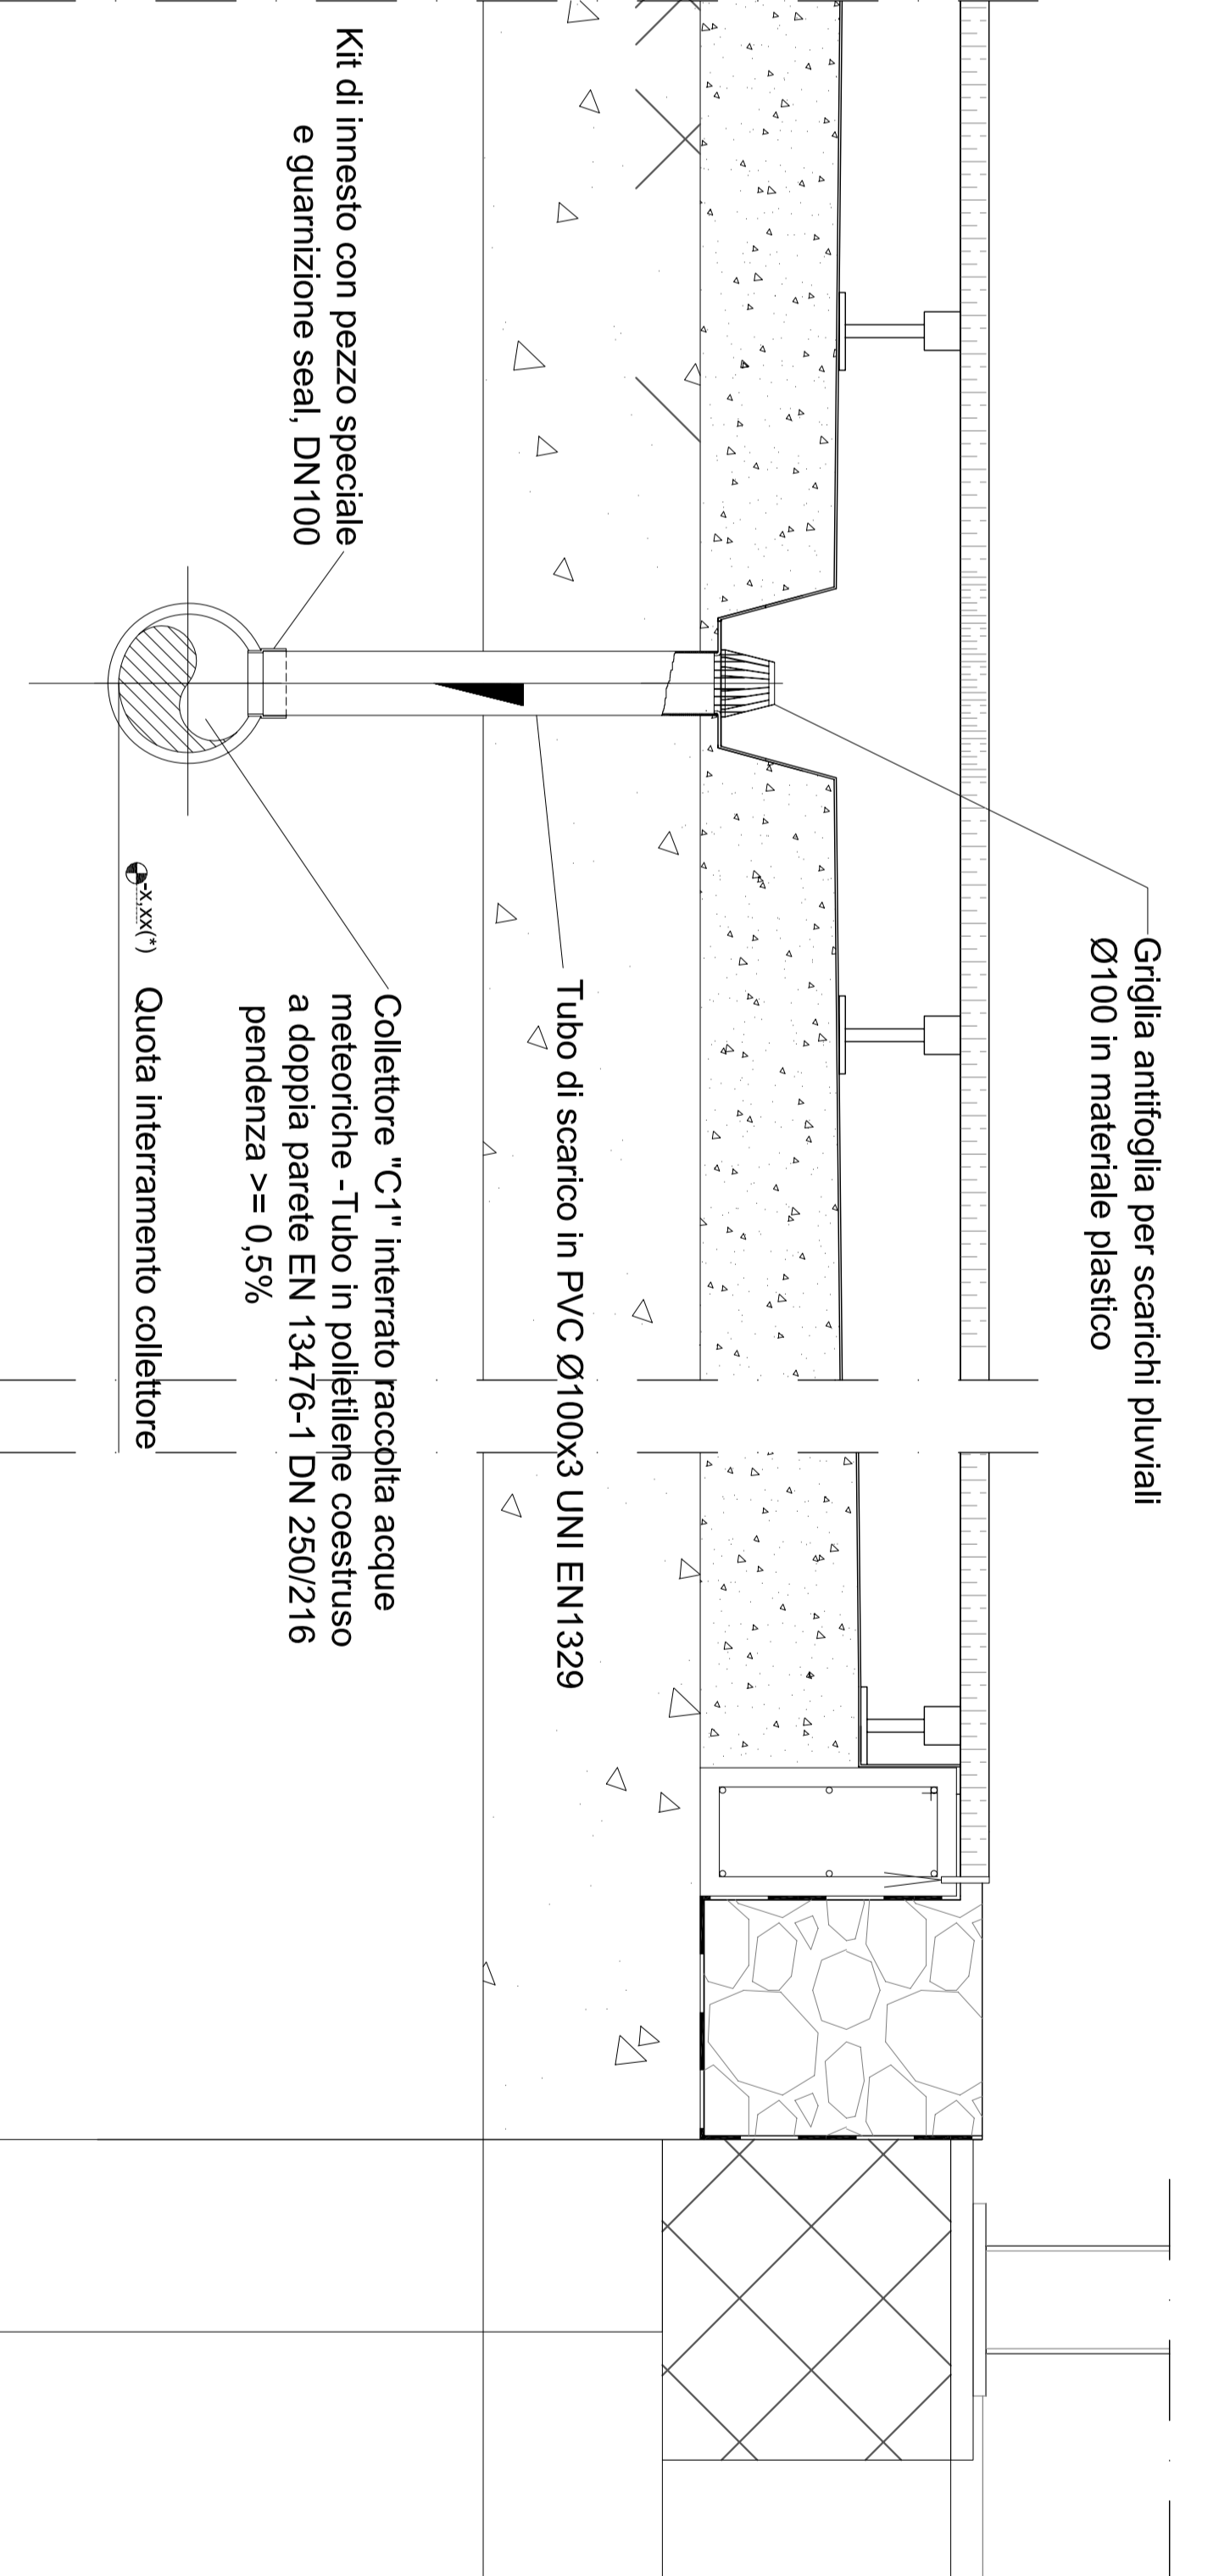 Griglia antifoglia per scarichi pluviali
Ø100 in materiale plastico
Tubo di scarico in PVC Ø100x3 UNI EN1329
Kit di innesto con pezzo speciale
e guarnizione seal, DN100
Collettore "C1" interrato raccolta acque
meteoriche -Tubo in polietilene coestruso
a doppia parete EN 13476-1 DN 250/216
pendenza >= 0,5%
-x,xx(*)
Quota interramento collettore